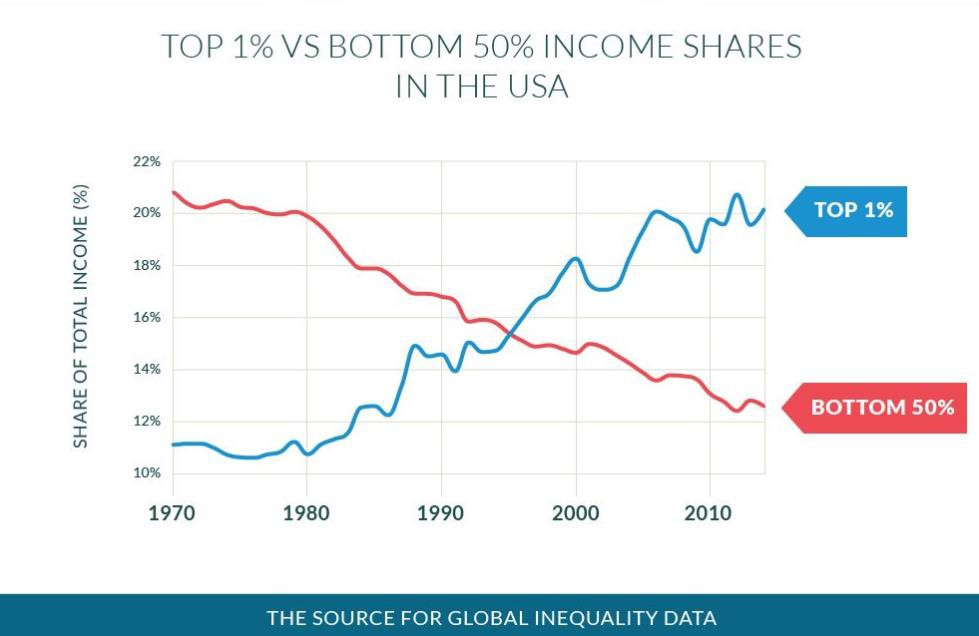 TOP 1% VS BOTTOM 50% INCOME SHARES
IN THE USA
SHARE OF TOTAL INCOME (%)
22%
20%
18%
16%
14%
12%
10%
1970
1980
1990
2000
2010
TOP 1%
BOTTOM 50%
THE SOURCE FOR GLOBAL INEQUALITY DATA